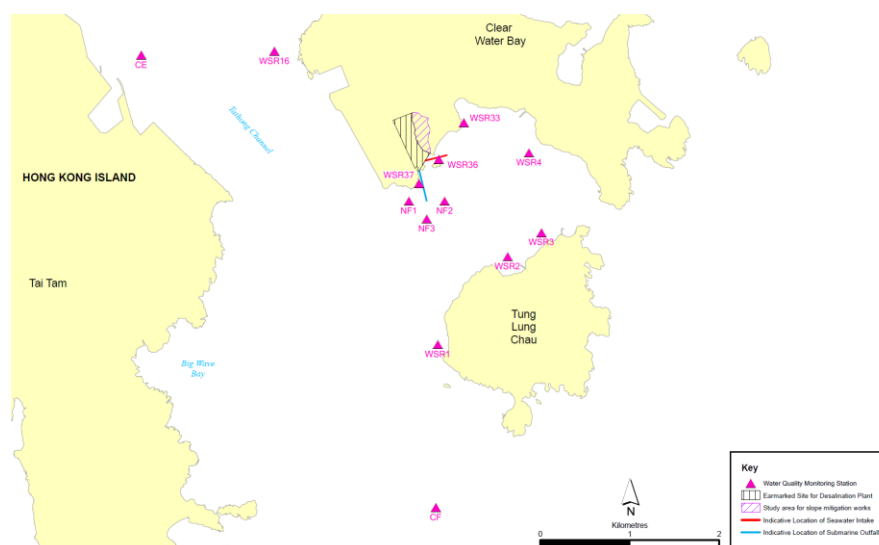 Clear
Water Bay
CE
WSR16
Tathong Channel
WSR33
WSR36
WSR4
HONG KONG ISLAND
WSR37
NF1
NF2
NF3
WSR3
WSR2
Tai Tam
Tung
Lung
Chau
WSR1
Big Wave
Bay
CF
N
Kilometres
0
1
2
Key
Water Quality Monitoring Station
Earmarked Site for Desalination Plant
Study area for slope mitigation works
Indicative Location of Seawater Intake
Indicative Location of Submarine Outfall